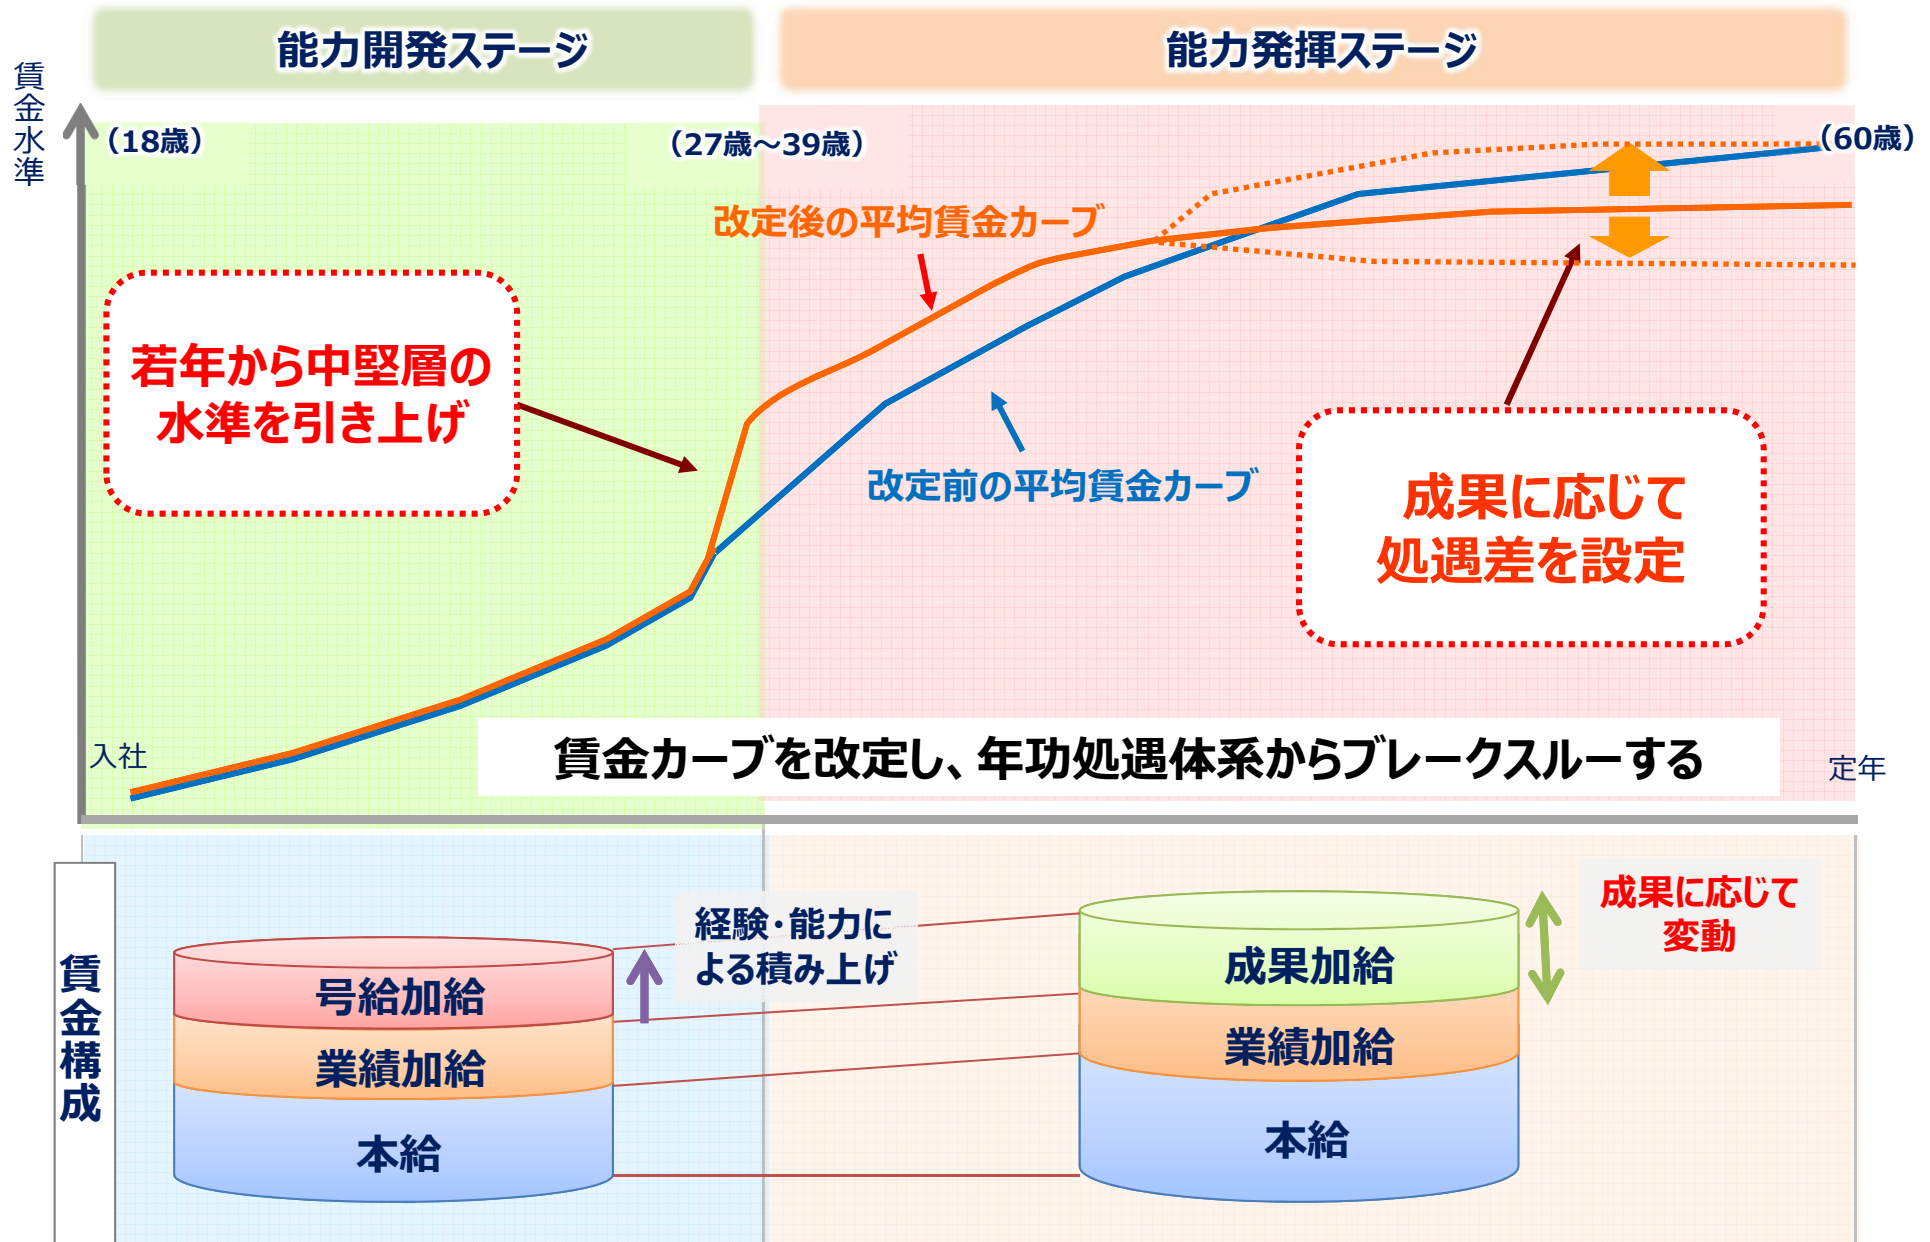 能力開発ステージ
能力発揮ステージ
賃金水準
（18歳）
（27歳～39歳）
（60歳）
改定後の平均賃金カーブ
若年から中堅層の
水準を引き上げ
改定前の平均賃金カーブ
成果に応じて
処遇差を設定
入社
賃金カーブを改定し、年功処遇体系からブレークスルーする
定年
賃金構成
経験・能力に
よる積み上げ
成果に応じて
変動
号給加給
業績加給
本給
成果加給
業績加給
本給